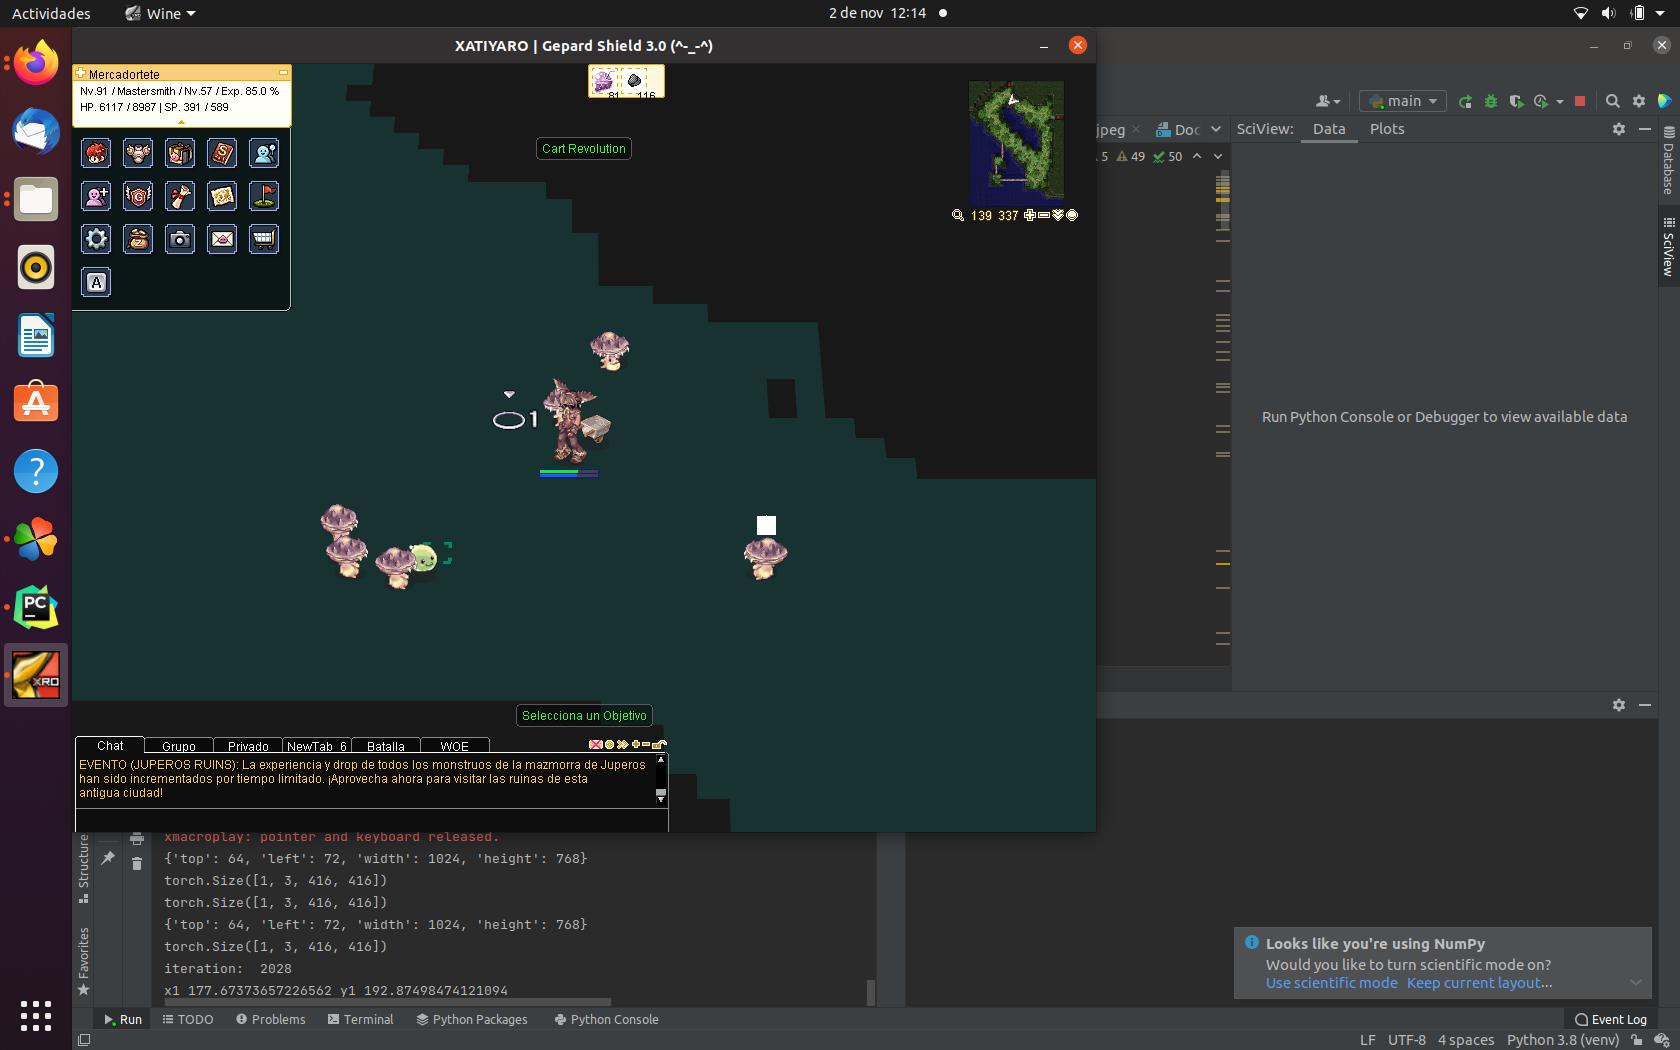 Actividades
Wine
2 de nov 12:14
XATIYARO | Gepard Shield 3.0 (^-_-^)
Mercadortete
Nv.91 / Mastersmith / Nv.57 / Exp. 85.0 %
HP. 6117 / 8987 | SP. 391 / 589
81 116
Cart Revolution
139 337
1
Selecciona un Objetivo
Chat Grupo Privado NewTab_6 Batalla WOE
EVENTO (JUPEROS RUINS): La experiencia y drop de todos los monstruos de la mazmorra de Juperos
han sido incrementados por tiempo limitado. ¡Aprovecha ahora para visitar las ruinas de esta
antigua ciudad!
main
jpeg
Doc
SciView: Data Plots
5 49 50
Database
SciView
Run Python Console or Debugger to view available data
xmacroplay: pointer and keyboard released.
{'top': 64, 'left': 72, 'width': 1024, 'height': 768}
torch.Size([1, 3, 416, 416])
torch.Size([1, 3, 416, 416])
{'top': 64, 'left': 72, 'width': 1024, 'height': 768}
torch.Size([1, 3, 416, 416])
iteration:  2028
x1 177.67373657226562 y1 192.87498474121094
Structure
Favorites
Looks like you're using NumPy
Would you like to turn scientific mode on?
Use scientific mode Keep current layout...
Run TODO Problems Terminal Python Packages Python Console
Event Log
LF UTF-8 4 spaces Python 3.8 (venv)
PC
XRO
A